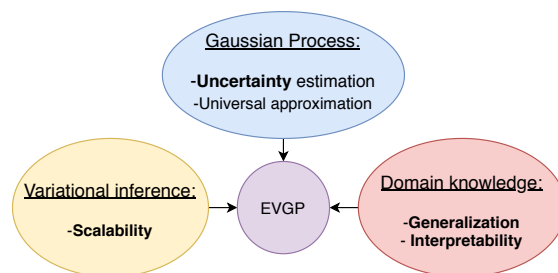 Gaussian Process:
-Uncertainty estimation
-Universal approximation
Variational inference:
-Scalability
EVGP
Domain knowledge:
-Generalization
- Interpretability